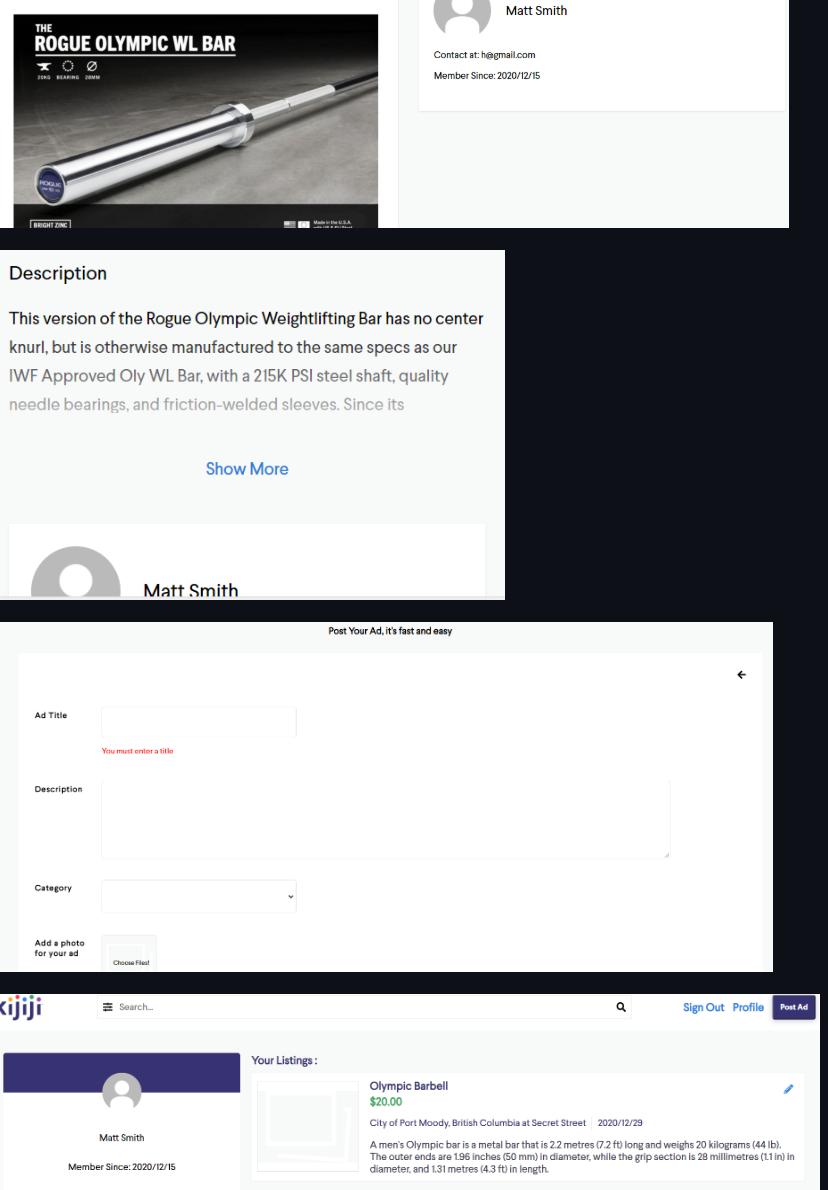 THE
ROGUE OLYMPIC WL BAR
20KG BEARING 28MM
ROGUE
BRIGHT ZINC
Made in the U.S.A.
Matt Smith
Contact at: h@gmail.com
Member Since: 2020/12/15
Description
This version of the Rogue Olympic Weightlifting Bar has no center
knurl, but is otherwise manufactured to the same specs as our
IWF Approved Oly WL Bar, with a 215K PSI steel shaft, quality
needle bearings, and friction-welded sleeves. Since its
Show More
Matt Smith
Post Your Ad, it's fast and easy
Ad Title
You must enter a title
Description
Category
Add a photo
for your ad
Choose Files!
kijiji
Search...
Sign Out Profile Post Ad
Matt Smith
Member Since: 2020/12/15
Your Listings :
Olympic Barbell
$20.00
City of Port Moody, British Columbia at Secret Street 2020/12/29
A men's Olympic bar is a metal bar that is 2.2 metres (7.2 ft) long and weighs 20 kilograms (44 lb).
The outer ends are 1.96 inches (50 mm) in diameter, while the grip section is 28 millimetres (1.1 in) in
diameter, and 1.31 metres (4.3 ft) in length.